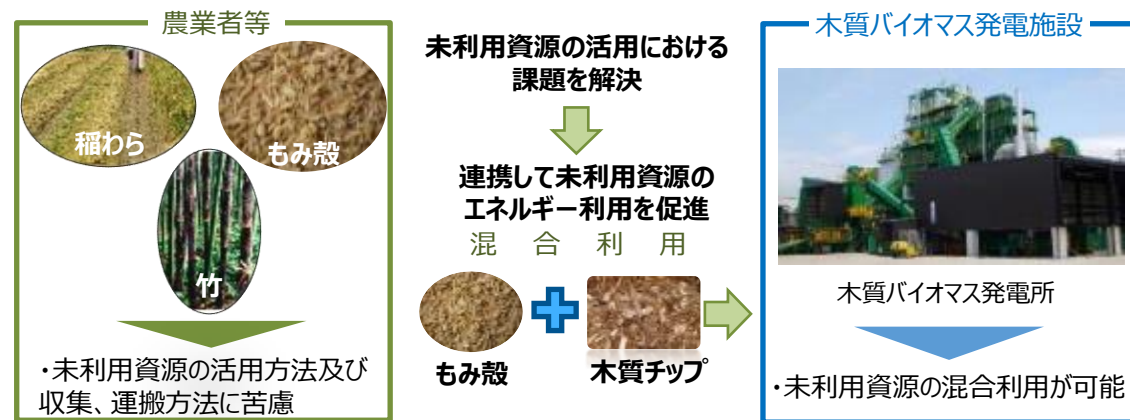 農業者等
稲わら
もみ殻
竹
・未利用資源の活用方法及び
収集、運搬方法に苦慮
未利用資源の活用における
課題を解決
連携して未利用資源の
エネルギー利用を促進
混合利用
もみ殻
木質チップ
木質バイオマス発電施設
木質バイオマス発電所
・未利用資源の混合利用が可能